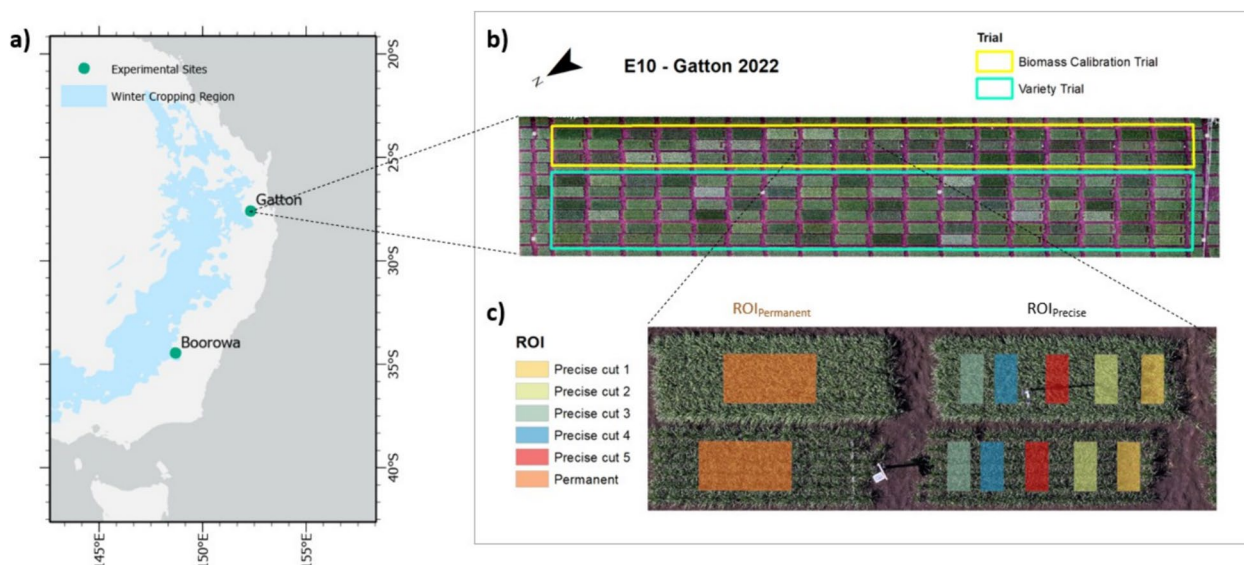 a)
Experimental Sites
Winter Cropping Region
Gatton
Boorowa
20°S
25°S
30°S
35°S
40°S
145°E
150°E
155°E
b)
N
E10 - Gatton 2022
Trial
Biomass Calibration Trial
Variety Trial
c)
ROI
Precise cut 1
Precise cut 2
Precise cut 3
Precise cut 4
Precise cut 5
Permanent
ROIPermanent
ROIPrecise